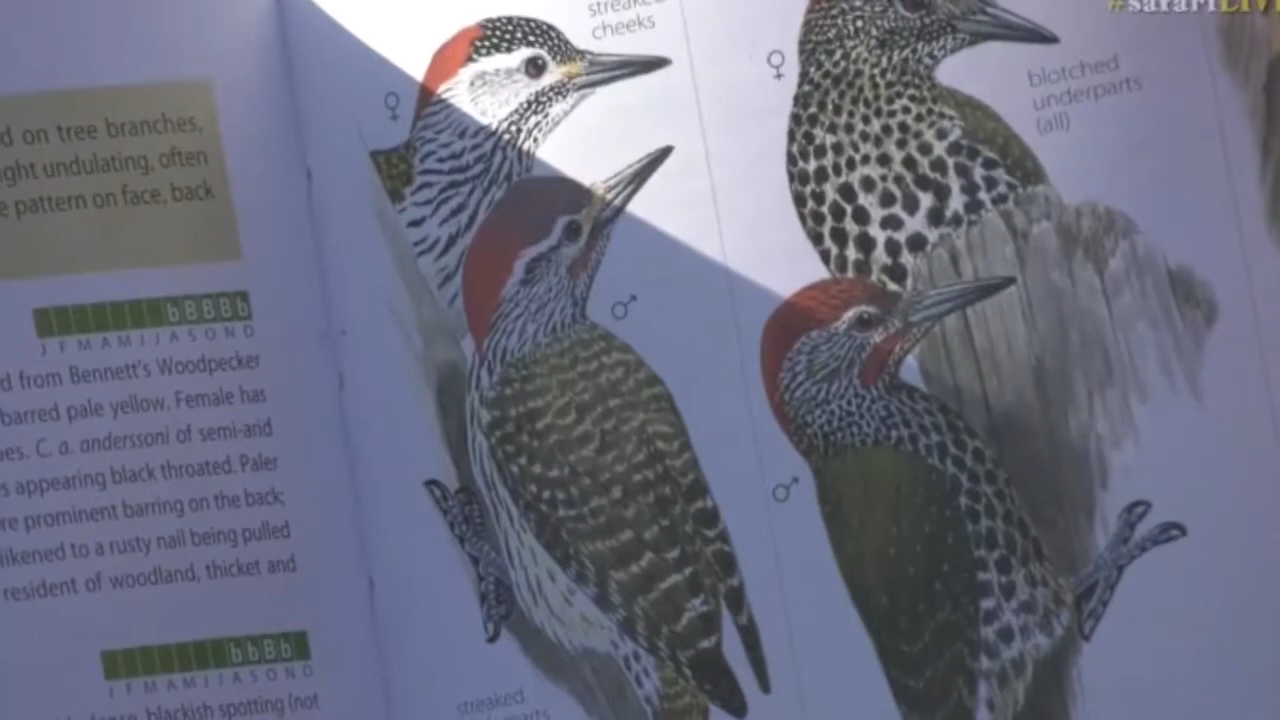 #safariLIVE
streaked
cheeks
♀
♀
blotched
underparts
(all)
d on tree branches,
ght undulating, often
e pattern on face, back
bBBBb
J F M A M J J A S O N D
d from Bennett's Woodpecker
barred pale yellow. Female has
es. C. a. anderssoni of semi-arid
s appearing black throated. Paler
re prominent barring on the back;
likened to a rusty nail being pulled
resident of woodland, thicket and
♂
♂
bbBb
J F M A M J J A S O N D
blackish spotting (not
streaked